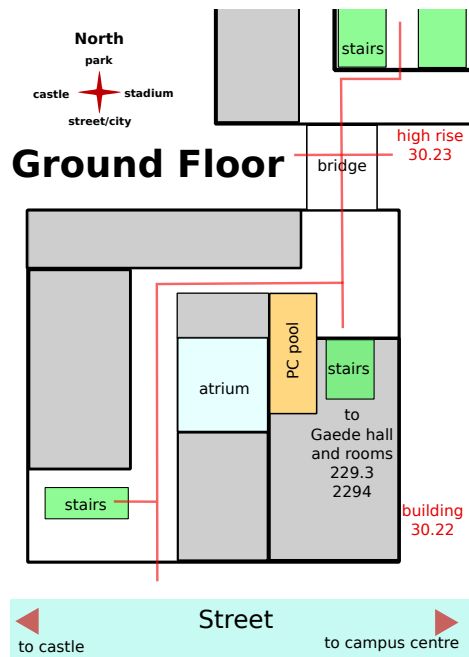 North
park
castle
stadium
street/city
stairs
high rise
30.23
Ground Floor
bridge
PC pool
atrium
stairs
to
Gaede hall
and rooms
229.3
2294
stairs
building
30.22
Street
to castle
to campus centre